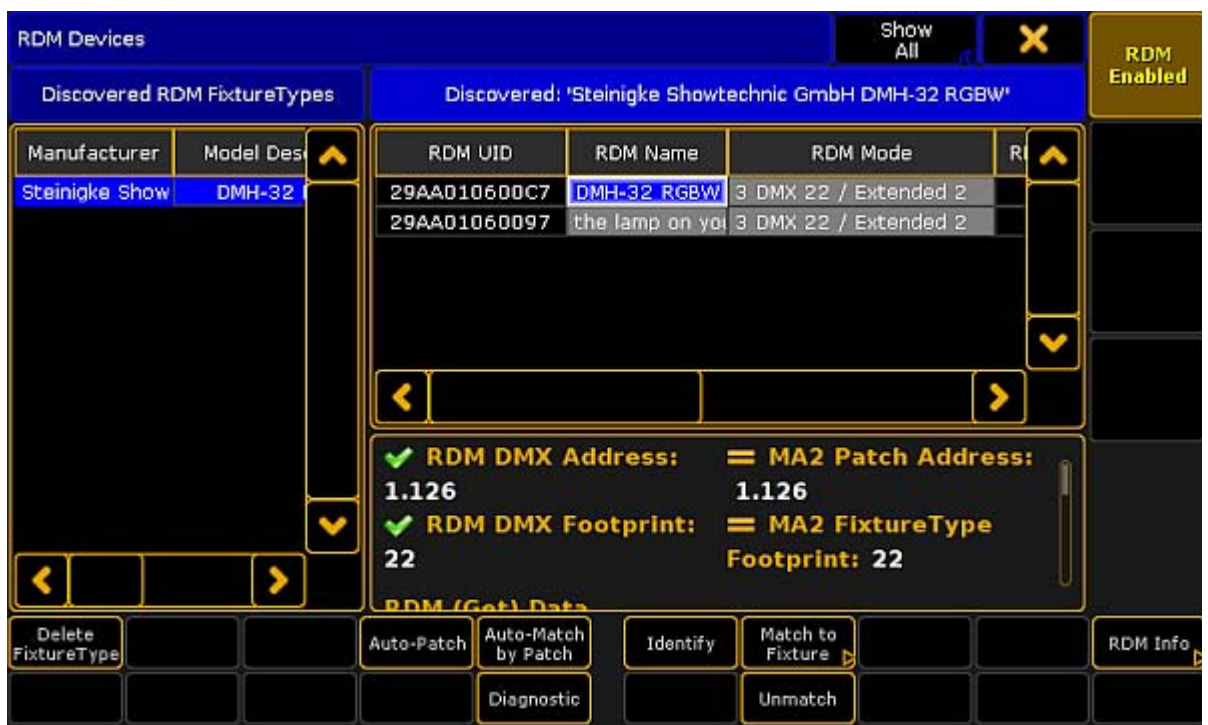 RDM Devices
Show
All
RDM
Enabled
Discovered RDM FixtureTypes
Discovered: 'Steinigke Showtechnic GmbH DMH-32 RGBW'
Manufacturer Model Des
RDM UID RDM Name RDM Mode
Steinigke Show DMH-32
29AA010600C7 DMH-32 RGBW 3 DMX 22 / Extended 2
29AA01060097 the lamp on you 3 DMX 22 / Extended 2
RDM DMX Address: = MA2 Patch Address:
1.126 1.126
RDM DMX Footprint: = MA2 FixtureType
22 Footprint: 22
RDM (Get) Data
Delete
FixtureType
Auto-Patch
Auto-Match
by Patch
Identify
Match to
Fixture
RDM Info
Diagnostic
Unmatch